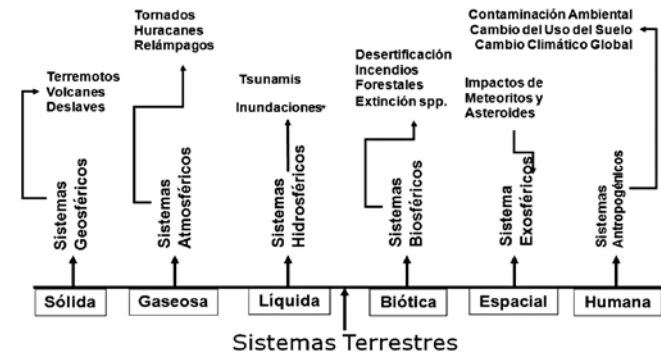 Tornados
Huracanes
Relámpagos
Contaminación Ambiental
Cambio del Uso del Suelo
Cambio Climático Global
Terremotos
Volcanes
Deslaves
Tsunamis
Inundaciones*
Desertificación
Incendios
Forestales
Extinción spp.
Impactos de
Meteoritos y
Asteroides
Sistemas
Geosféricos
Sistemas
Atmosféricos
Sistemas
Hidrosféricos
Sistemas
Biosféricos
Sistema
Exosféricos
Sistemas
Antropogénicos
Sólida
Gaseosa
Líquida
Biótica
Espacial
Humana
Sistemas Terrestres